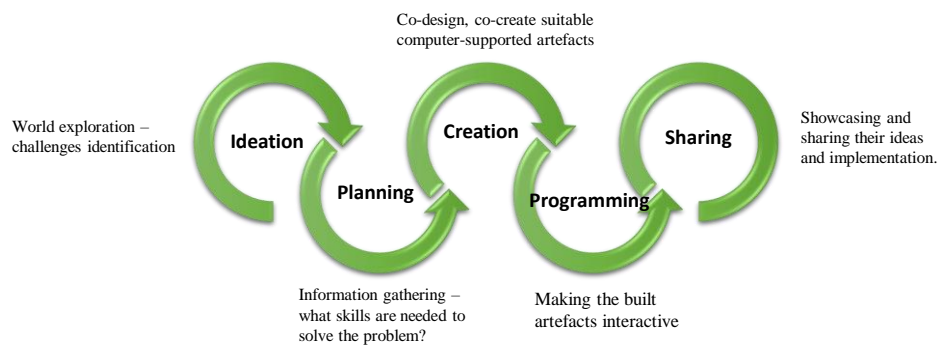 Co-design, co-create suitable
computer-supported artefacts
World exploration –
challenges identification
Ideation
Creation
Sharing
Showcasing and
sharing their ideas
and implementation.
Planning
Programming
Information gathering –
what skills are needed to
solve the problem?
Making the built
artefacts interactive